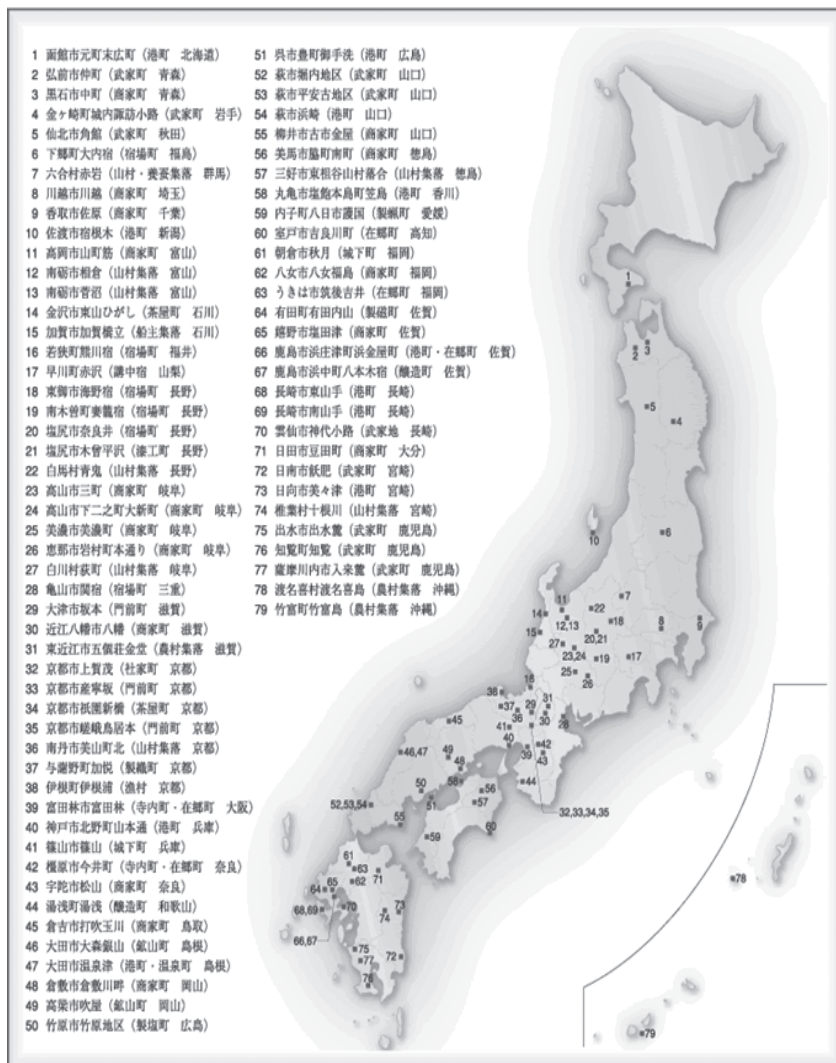 1 函館市元町末広町（港町　北海道）
2 弘前市仲町（武家町　青森）
3 黒石市中町（商家町　青森）
4 金ヶ崎町城内諏訪小路（武家町　岩手）
5 仙北市角館（武家町　秋田）
6 下郷町大内宿（宿場町　福島）
7 六合村赤岩（山村・養蚕集落　群馬）
8 川越市川越（商家町　埼玉）
9 香取市佐原（商家町　千葉）
10 佐渡市宿根木（港町　新潟）
11 高岡市山町筋（商家町　富山）
12 南砺市相倉（山村集落　富山）
13 南砺市菅沼（山村集落　富山）
14 金沢市東山ひがし（茶屋町　石川）
15 加賀市加賀橋立（船主集落　石川）
16 若狭町熊川宿（宿場町　福井）
17 早川町赤沢（講中宿　山梨）
18 東御市海野宿（宿場町　長野）
19 南木曽町妻籠宿（宿場町　長野）
20 塩尻市奈良井（宿場町　長野）
21 塩尻市木曽平沢（漆工町　長野）
22 白馬村青鬼（山村集落　長野）
23 高山市三町（商家町　岐阜）
24 高山市下二之町大新町（商家町　岐阜）
25 美濃市美濃町（商家町　岐阜）
26 恵那市岩村町本通り（商家町　岐阜）
27 白川村荻町（山村集落　岐阜）
28 亀山市関宿（宿場町　三重）
29 大津市坂本（門前町　滋賀）
30 近江八幡市八幡（商家町　滋賀）
31 東近江市五個荘金堂（農村集落　滋賀）
32 京都市上賀茂（社家町　京都）
33 京都市産寧坂（門前町　京都）
34 京都市祇園新橋（茶屋町　京都）
35 京都市嵯峨鳥居本（門前町　京都）
36 南丹市美山町北（山村集落　京都）
37 与謝野町加悦（製織町　京都）
38 伊根町伊根浦（漁村　京都）
39 富田林市富田林（寺内町・在郷町　大阪）
40 神戸市北野町山本通（港町　兵庫）
41 篠山市篠山（城下町　兵庫）
42 橿原市今井町（寺内町・在郷町　奈良）
43 宇陀市松山（商家町　奈良）
44 湯浅町湯浅（醸造町　和歌山）
45 倉吉市打吹玉川（商家町　鳥取）
46 大田市大森銀山（鉱山町　島根）
47 大田市温泉津（港町・温泉町　島根）
48 倉敷市倉敷川畔（商家町　岡山）
49 高梁市吹屋（鉱山町　岡山）
50 竹原市竹原地区（製塩町　広島）
51 呉市豊町御手洗（港町　広島）
52 萩市堀内地区（武家町　山口）
53 萩市平安古地区（武家町　山口）
54 萩市浜崎（港町　山口）
55 柳井市古市金屋（商家町　山口）
56 美馬市脇町南町（商家町　徳島）
57 三好市東祖谷山村落合（山村集落　徳島）
58 丸亀市塩飽本島町笠島（港町　香川）
59 内子町八日市護国（製蝋町　愛媛）
60 室戸市吉良川町（在郷町　高知）
61 朝倉市秋月（城下町　福岡）
62 八女市八女福島（商家町　福岡）
63 うきは市筑後吉井（在郷町　福岡）
64 有田町有田内山（製磁町　佐賀）
65 嬉野市塩田津（商家町　佐賀）
66 鹿島市浜庄津町浜金屋町（港町・在郷町　佐賀）
67 鹿島市浜中町八本木宿（醸造町　佐賀）
68 長崎市東山手（港町　長崎）
69 長崎市南山手（港町　長崎）
70 雲仙市神代小路（武家地　長崎）
71 日田市豆田町（商家町　大分）
72 日南市飫肥（武家町　宮崎）
73 日向市美々津（港町　宮崎）
74 椎葉村十根川（山村集落　宮崎）
75 出水市出水麓（武家町　鹿児島）
76 知覧町知覧（武家町　鹿児島）
77 薩摩川内市入来麓（武家町　鹿児島）
78 渡名喜村渡名喜島（農村集落　沖縄）
79 竹富町竹富島（農村集落　沖縄）
1
2
3
5
4
10
6
7
11
22
14
12,13
18
8
9
15
20,21
27
23,24
19
17
25
26
16
38
31
37
36
29
30
28
41
45
40
39
42
43
46,47
49
48
44
50
58
56
51
57
52,53,54
55
59
60
32,33,34,35
61
63
71
65
62
64
68,69
70
74
73
66,67
75
77
72
76
78
79